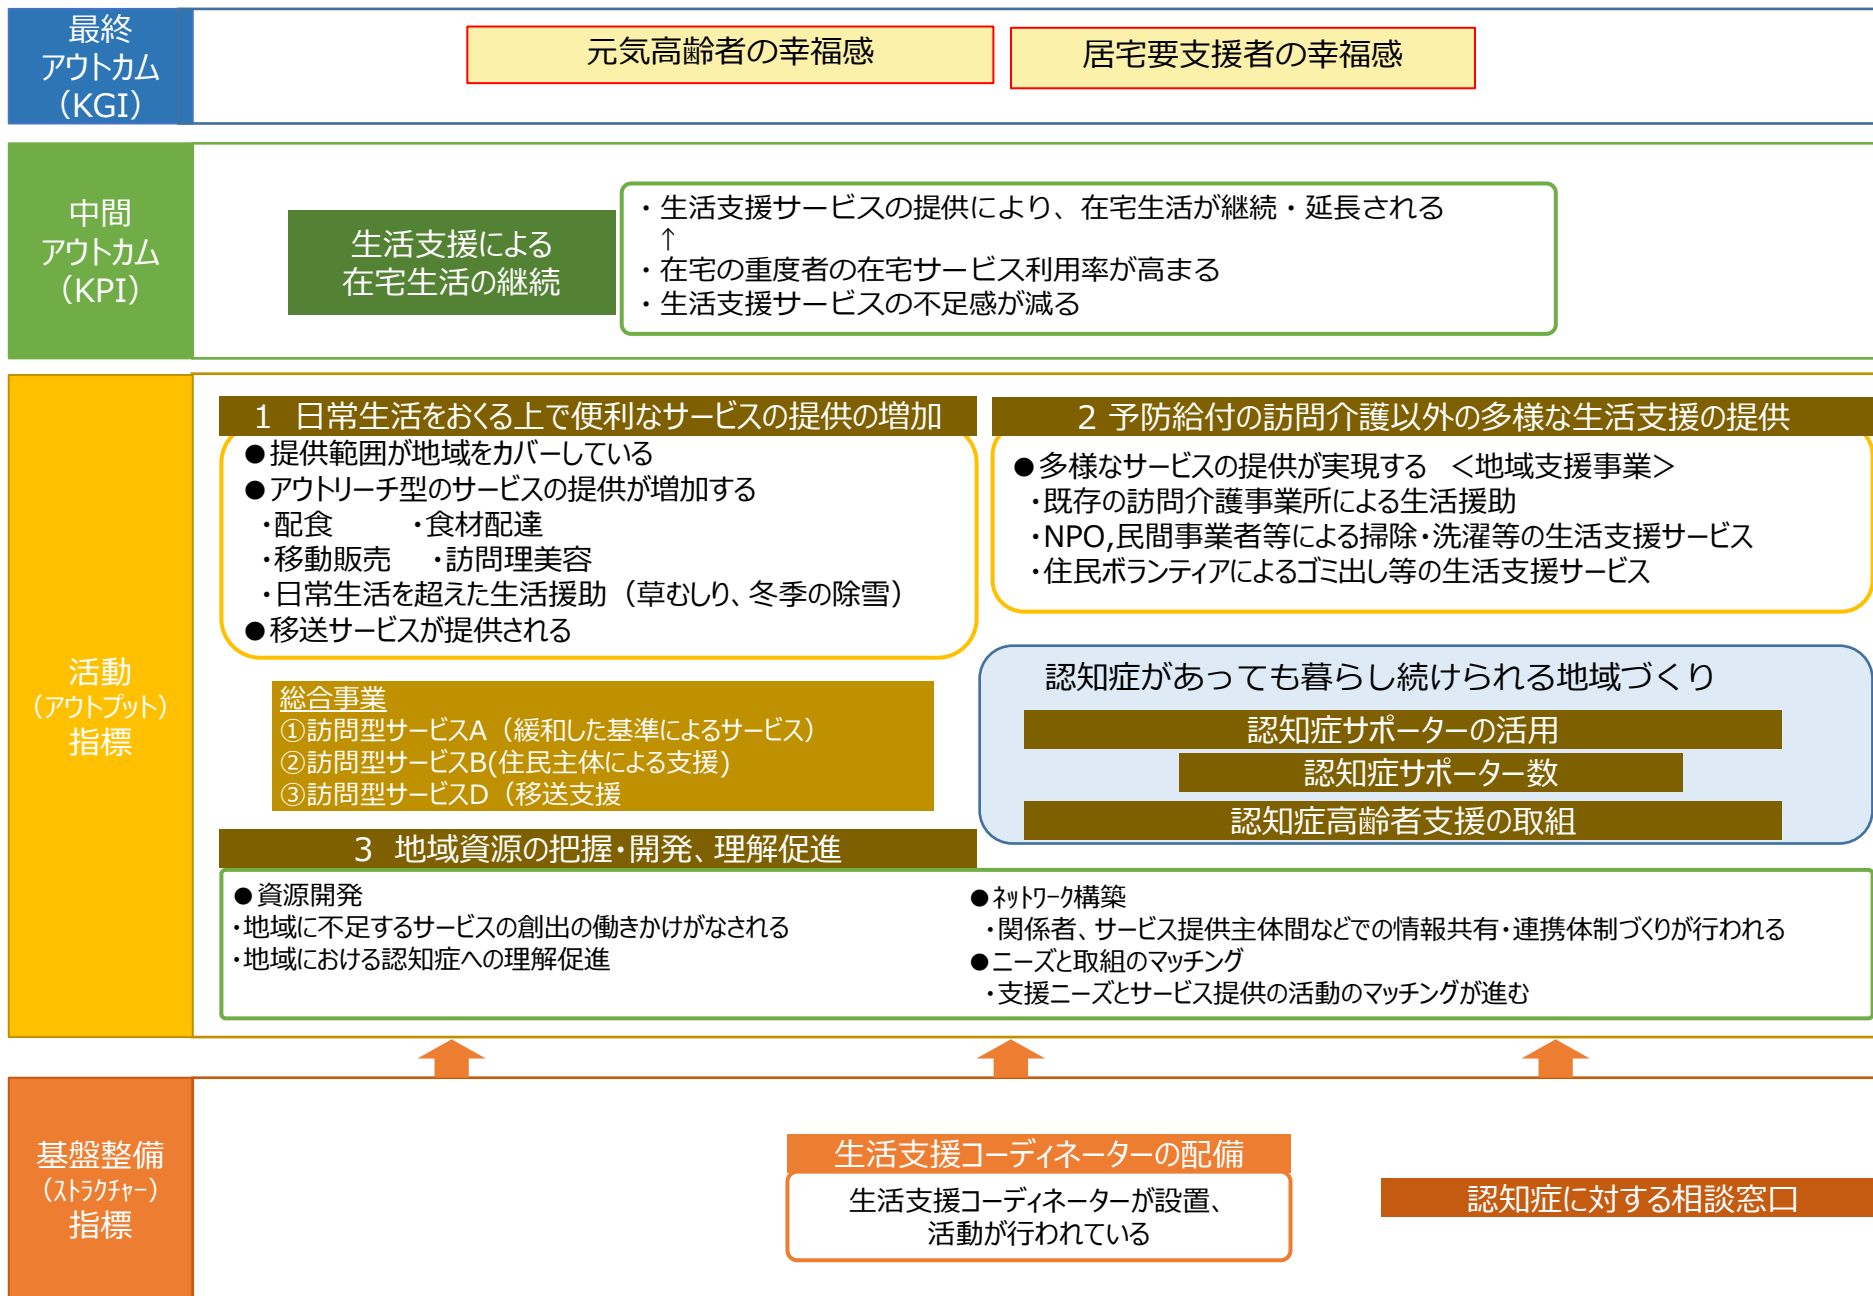 最終
アウトカム
（KGI）
元気高齢者の幸福感
居宅要支援者の幸福感
中間
アウトカム
（KPI）
生活支援による
在宅生活の継続
・生活支援サービスの提供により、在宅生活が継続・延長される
↑
・在宅の重度者の在宅サービス利用率が高まる
・生活支援サービスの不足感が減る
活動
（アウトプット）
指標
1　日常生活をおくる上で便利なサービスの提供の増加
●提供範囲が地域をカバーしている
●アウトリーチ型のサービスの提供が増加する
・配食　　　・食材配達
・移動販売　・訪問理美容
・日常生活を超えた生活援助（草むしり、冬季の除雪）
●移送サービスが提供される
2 予防給付の訪問介護以外の多様な生活支援の提供
●多様なサービスの提供が実現する　＜地域支援事業＞
・既存の訪問介護事業所による生活援助
・NPO,民間事業者等による掃除・洗濯等の生活支援サービス
・住民ボランティアによるゴミ出し等の生活支援サービス
総合事業
①訪問型サービスA（緩和した基準によるサービス）
②訪問型サービスB(住民主体による支援)
③訪問型サービスD（移送支援
認知症があっても暮らし続けられる地域づくり
認知症サポーターの活用
認知症サポーター数
認知症高齢者支援の取組
3　地域資源の把握・開発、理解促進
●資源開発
・地域に不足するサービスの創出の働きかけがなされる
・地域における認知症への理解促進
●ネットワーク構築
・関係者、サービス提供主体間などでの情報共有・連携体制づくりが行われる
●ニーズと取組のマッチング
・支援ニーズとサービス提供の活動のマッチングが進む
基盤整備
（ストラクチャー）
指標
生活支援コーディネーターの配備
生活支援コーディネーターが設置、
活動が行われている
認知症に対する相談窓口